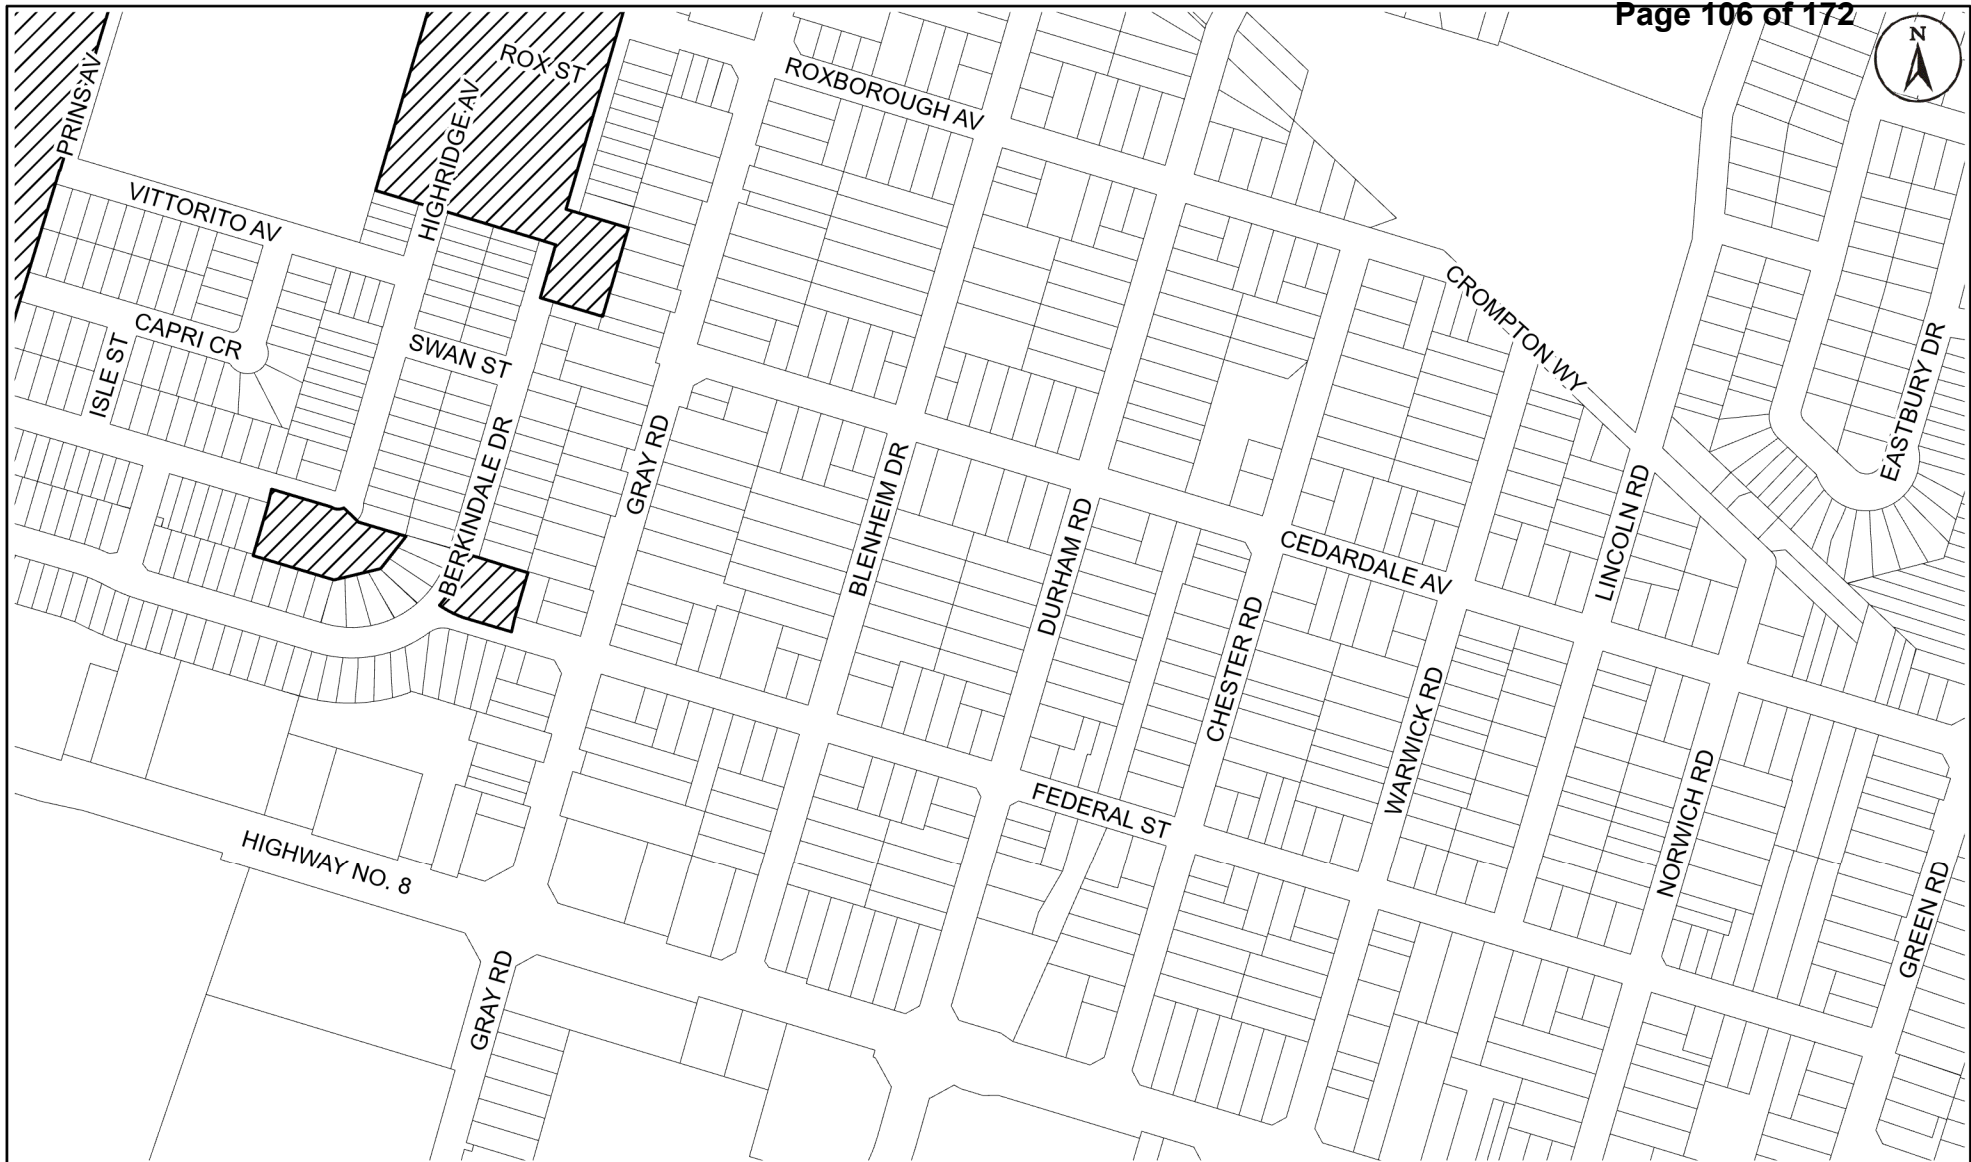 Page 106 of 172
N
ROX ST
PRINS AV
ROXBOROUGH AV
HIGHRIDGE AV
VITTORITO AV
CROMPTON WY
CAPRI CR
SWAN ST
ISLE ST
EASTBURY DR
GRAY RD
BERKINDALE DR
BLENHEIM DR
LINCOLN RD
DURHAM RD
CEDARDALE AV
CHESTER RD
WARWICK RD
NORWICH RD
FEDERAL ST
HIGHWAY NO. 8
GREEN RD
GRAY RD